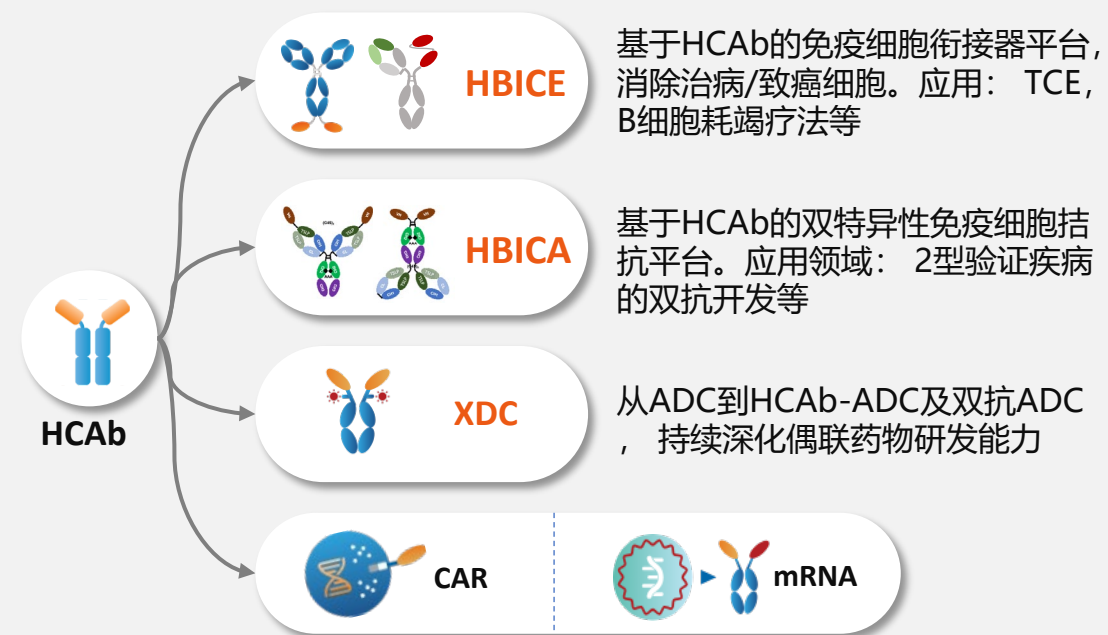 HBICE
基于HCAb的免疫细胞衔接器平台，
消除治病/致癌细胞。应用： TCE，
B细胞耗竭疗法等
HBICA
基于HCAb的双特异性免疫细胞拮
抗平台。应用领域： 2型验证疾病
的双抗开发等
HCAb
XDC
从ADC到HCAb-ADC及双抗ADC
， 持续深化偶联药物研发能力
CAR
mRNA